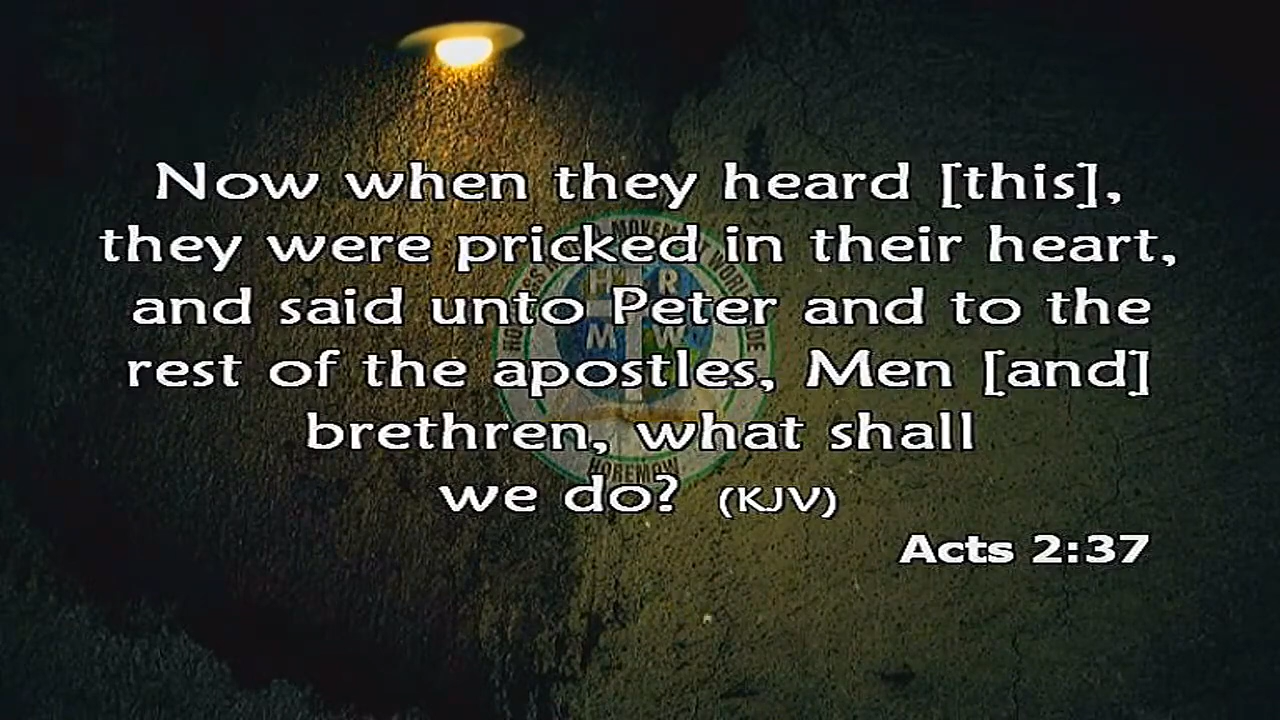 Now when they heard [this],
they were pricked in their heart,
and said unto Peter and to the
rest of the apostles, Men [and]
brethren, what shall
we do? (KJV)
Acts 2:37
H R
M W
HOREMOW